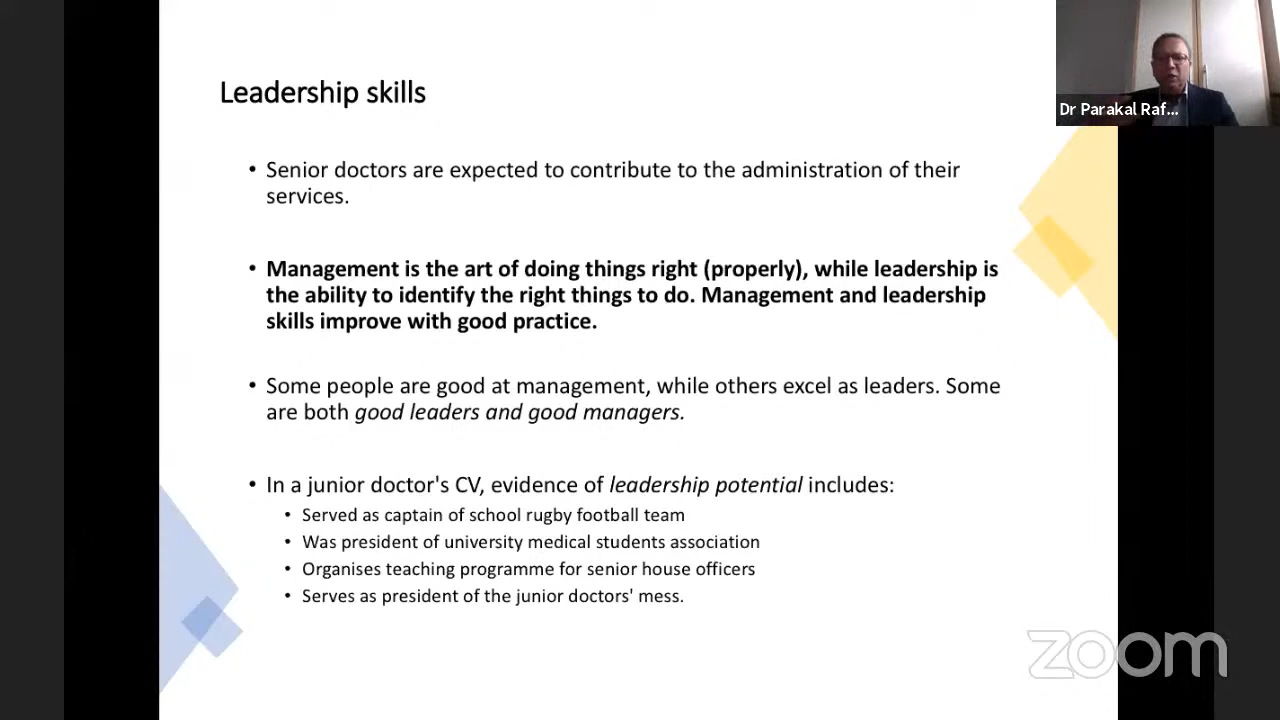 Leadership skills
Dr Parakal Raf...
• Senior doctors are expected to contribute to the administration of their
services.
• Management is the art of doing things right (properly), while leadership is
the ability to identify the right things to do. Management and leadership
skills improve with good practice.
• Some people are good at management, while others excel as leaders. Some
are both good leaders and good managers.
• In a junior doctor's CV, evidence of leadership potential includes:
• Served as captain of school rugby football team
• Was president of university medical students association
• Organises teaching programme for senior house officers
• Serves as president of the junior doctors' mess.
zoom